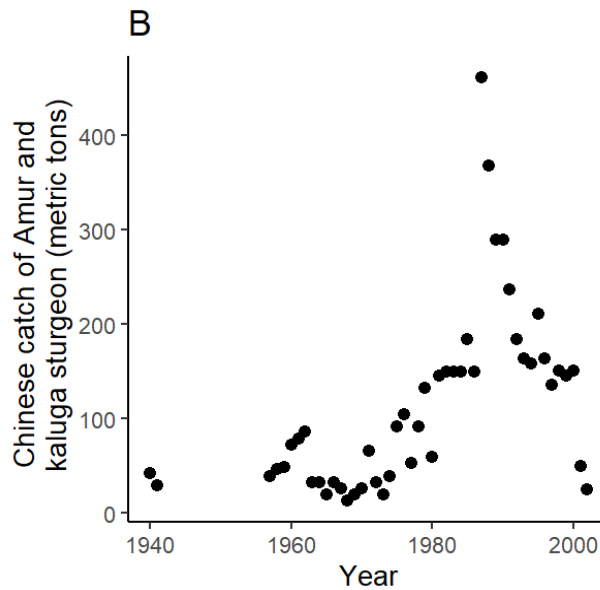 B
Chinese catch of Amur and
kaluga sturgeon (metric tons)
400
300
200
100
0
1940
1960
1980
2000
Year